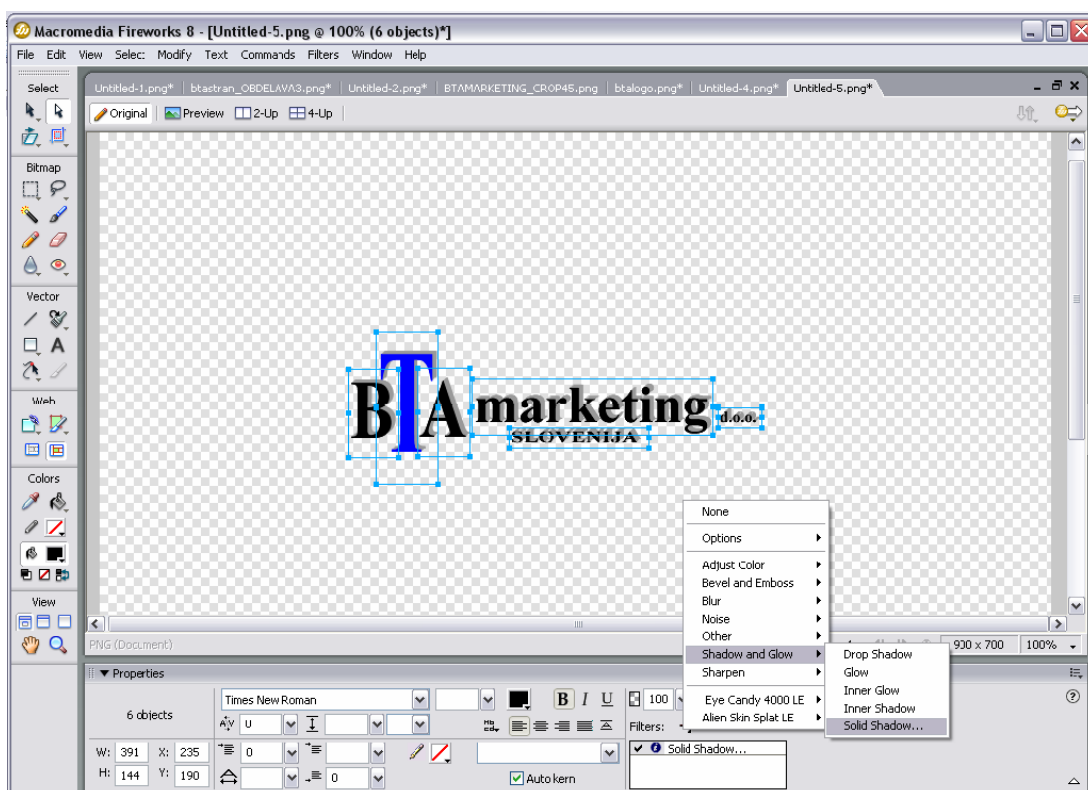 Macromedia Fireworks 8 - [Untitled-5.png @ 100% (6 objects)*]
File Edit View Select Modify Text Commands Filters Window Help
Select
Untitled-1.png* btastran_OBDELAVA3.png* Untitled-2.png* BTAMARKETING_CROP45.png btalogo.png* Untitled-4.png* Untitled-5.png*
Original Preview 2-Up 4-Up
Bitmap
Vector
A
Web
Colors
View
BTA marketing d.o.o.
SLOVENIJA
None
Options
Adjust Color
Bevel and Emboss
Blur
Noise
Other
Shadow and Glow
Sharpen
Eye Candy 4000 LE
Alien Skin Splat LE
Drop Shadow
Glow
Inner Glow
Inner Shadow
Solid Shadow...
PNG (Document) 900 x 700 100%
Properties
6 objects
Times New Roman B I U 100
Filters:
W: 391 X: 235 0 Solid Shadow...
H: 144 Y: 190 0 Auto kern